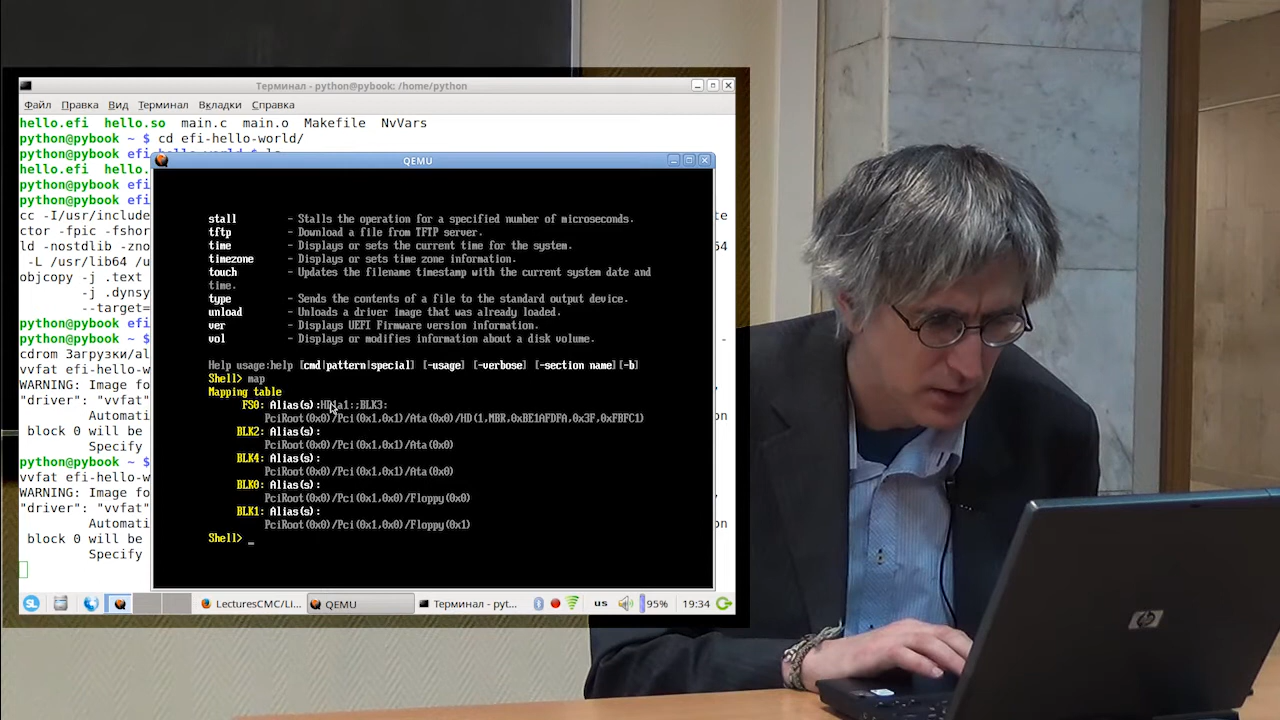 Терминал - python@pybook: /home/python
Файл Правка Вид Терминал Вкладки Справка
hello.efi hello.so main.c main.o Makefile NvVars
python@pybook ~ $ cd efi-hello-world/
python@pybook efi-hello-world $ ls
hello.efi hello.
python@pybook efi
python@pybook efi
cc -I/usr/include
ctor -fpic -fshor
ld -nostdlib -zno
-L /usr/lib64 /u
objcopy -j .text
-j .dynsy
--target=
python@pybook efi
python@pybook ~ $
cdrom Загрузки/al
vvfat efi-hello-w
WARNING: Image fo
"driver": "vvfat"
Automati
block 0 will be
Specify
python@pybook ~ $
vvfat efi-hello-w
WARNING: Image fo
"driver": "vvfat"
Automati
block 0 will be
Specify
QEMU
stall - Stalls the operation for a specified number of microseconds.
tftp - Download a file from TFTP server.
time - Displays or sets the current time for the system.
timezone - Displays or sets time zone information.
touch - Updates the filename timestamp with the current system date and
time.
type - Sends the contents of a file to the standard output device.
unload - Unloads a driver image that was already loaded.
ver - Displays UEFI Firmware version information.
vol - Displays or modifies information about a disk volume.
Help usage:help [cmd|pattern|special] [-usage] [-verbose] [-section name][-b]
Shell> map
Mapping table
FS0: Alias(s):HD1a1:;BLK3:
PciRoot(0x0)/Pci(0x1,0x1)/Ata(0x0)/HD(1,MBR,0xBE1AFDFA,0x3F,0xFBFC1)
BLK2: Alias(s):
PciRoot(0x0)/Pci(0x1,0x1)/Ata(0x0)
BLK4: Alias(s):
PciRoot(0x0)/Pci(0x1,0x1)/Ata(0x0)
BLK0: Alias(s):
PciRoot(0x0)/Pci(0x1,0x0)/Floppy(0x0)
BLK1: Alias(s):
PciRoot(0x0)/Pci(0x1,0x0)/Floppy(0x1)
Shell> _
LecturesCMC/Li... QEMU Терминал - pyt... us 95% 19:34
hp